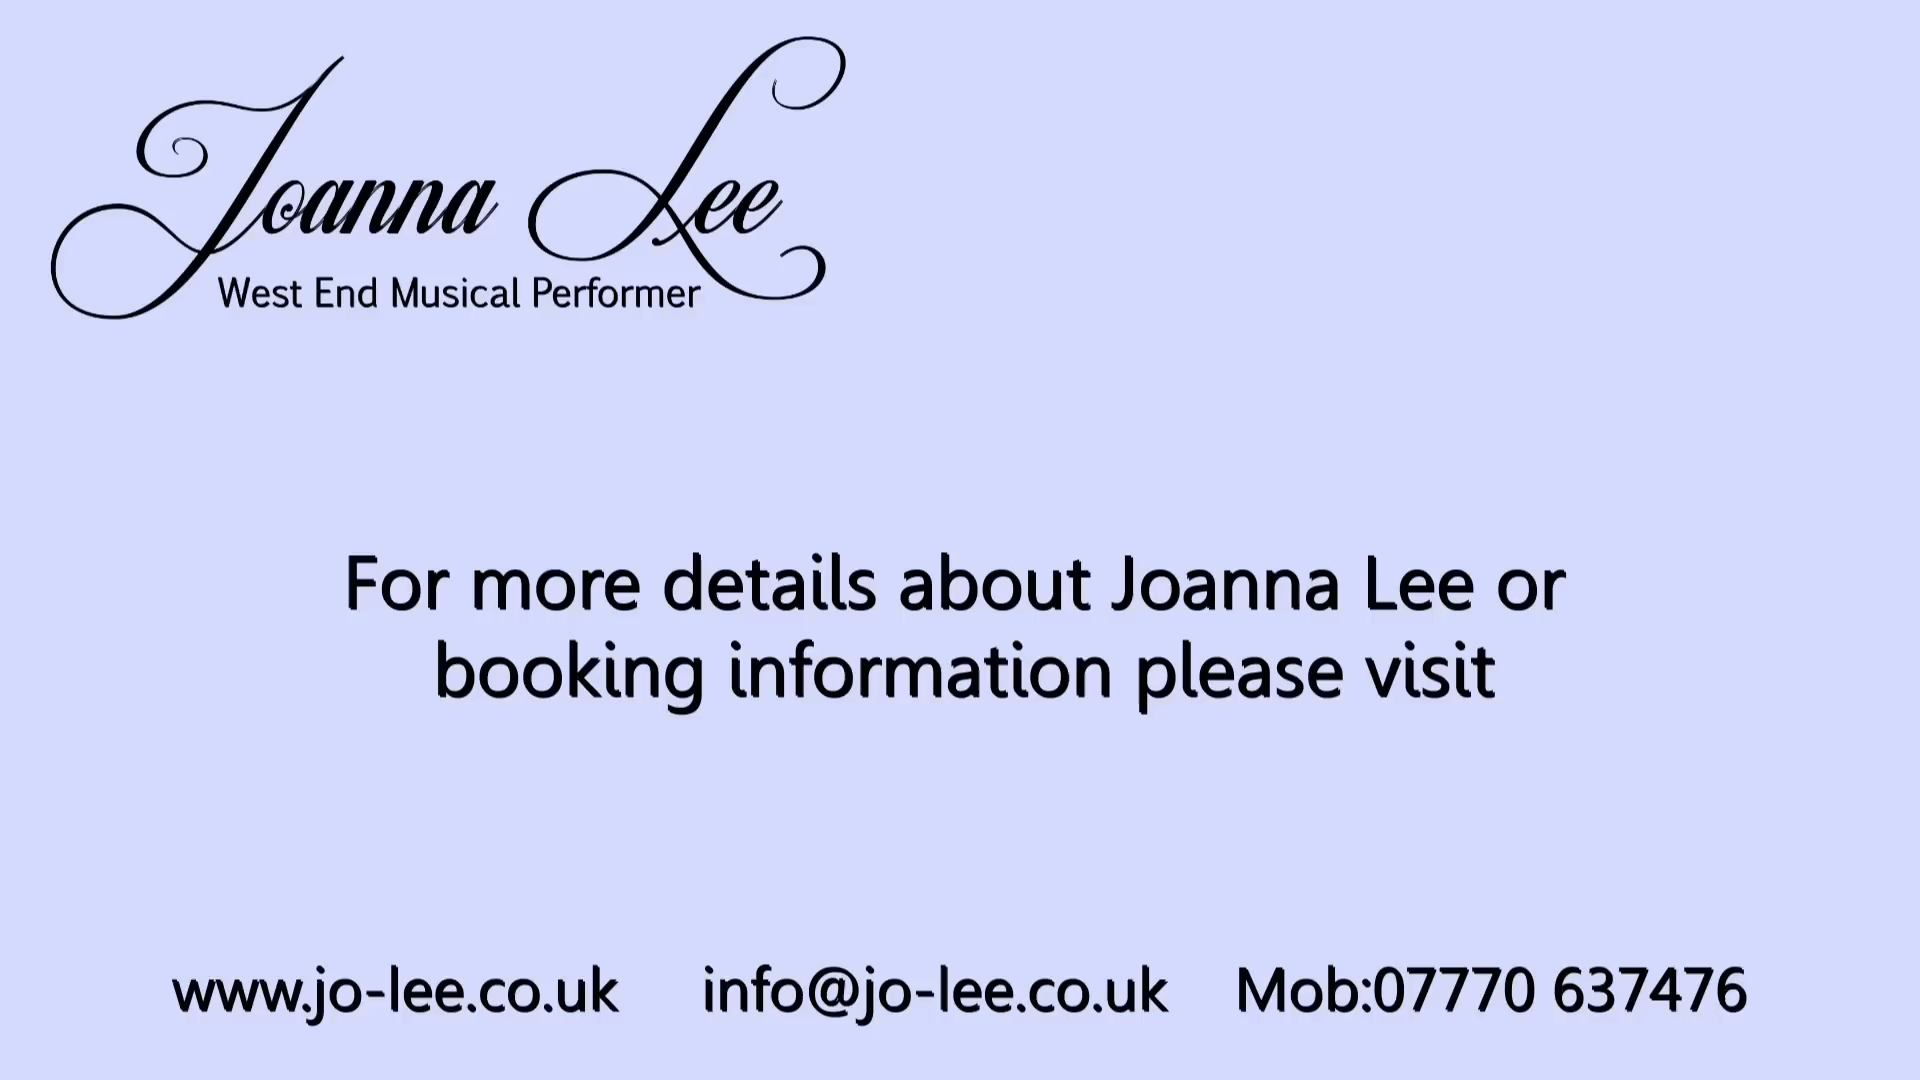 Joanna Lee
West End Musical Performer
For more details about Joanna Lee or
booking information please visit
www.jo-lee.co.uk info@jo-lee.co.uk Mob:07770 637476